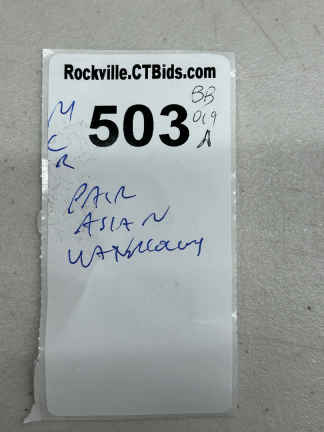 Rockville.CTBids.com
M
C
R
503
BB
019
A
PAIR
ASIAN